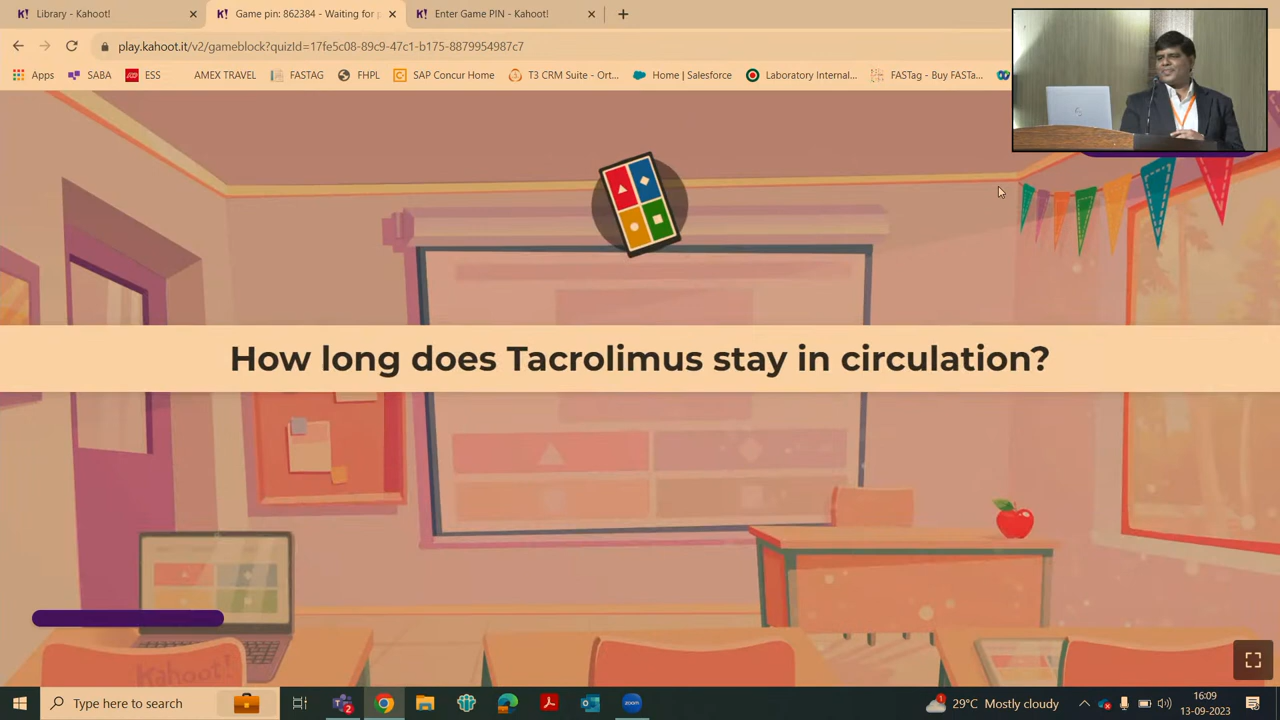 Library - Kahoot!
Game pin: 862384 - Waiting for p
Enter Game PIN - Kahoot!
play.kahoot.it/v2/gameblock?quizId=17fe5c08-89c9-47c1-b175-8879954987c7
Apps SABA ESS AMEX TRAVEL FASTAG FHPL SAP Concur Home T3 CRM Suite - Ort... Home | Salesforce Laboratory Internal... FASTag - Buy FASTa...
How long does Tacrolimus stay in circulation?
Kahoot!
Type here to search
29°C Mostly cloudy
16:09
13-09-2023